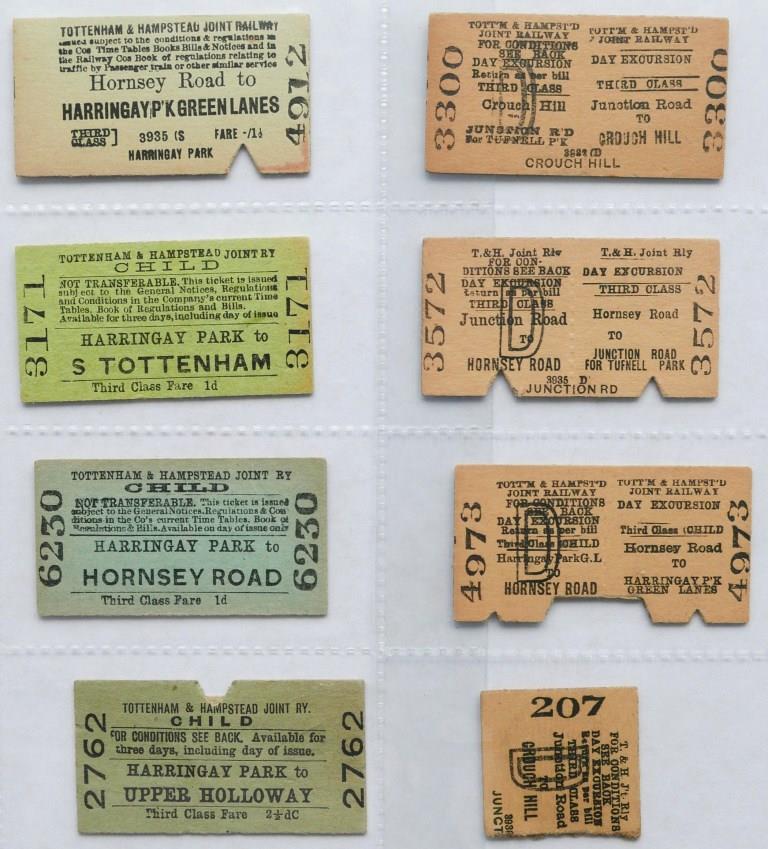 TOTTENHAM & HAMPSTEAD JOINT RAILWAY
Issued subject to the conditions & regulations in
the Cos Time Tables Books Bills & Notices and in
the Railway Cos Book of regulations relating to
traffic by Passenger train or other similar service
Hornsey Road to
HARRINGAY P'K GREEN LANES
THIRD CLASS] 3935 (S FARE -/1½
HARRINGAY PARK
4912
3300
TOTT'M & HAMPST'D
JOINT RAILWAY
FOR CONDITIONS
SEE BACK
DAY EXCURSION
Return as per bill
THIRD CLASS
Crouch Hill
JUNCTION R'D
For TUFNELL P'K
TOTT'M & HAMPST'D
JOINT RAILWAY
DAY EXCURSION
THIRD CLASS
Junction Road
TO
CROUCH HILL
(D
CROUCH HILL
3300
3171
TOTTENHAM & HAMPSTEAD JOINT RY
CHILD
NOT TRANSFERABLE. This ticket is issued
subject to the General Notices, Regulations
and Conditions in the Company's current Time
Tables. Book of Regulations and Bills.
Available for three days, including day of issue
HARRINGAY PARK to
S TOTTENHAM
Third Class Fare 1d
3171
3572
T.& H. Joint Rly
FOR CON-
DITIONS SEE BACK
DAY EXCURSION
Return as per bill
THIRD CLASS
Junction Road
TO
HORNSEY ROAD
D
T.& H. Joint Rly
DAY EXCURSION
THIRD CLASS
Hornsey Road
TO
JUNCTION ROAD
FOR TUFNELL PARK
3935 D
JUNCTION RD
3572
6230
TOTTENHAM & HAMPSTEAD JOINT RY
CHILD
NOT TRANSFERABLE. This ticket is issued
subject to the General Notices. Regulations & Con
ditions in the Co's current Time Tables. Book of
Regulations & Bills. Available on day of issue only
HARRINGAY PARK to
HORNSEY ROAD
Third Class Fare 1d
6230
4973
TOTT'M & HAMPST'D
JOINT RAILWAY
FOR CONDITIONS
SEE BACK
DAY EXCURSION
Return as per bill
Third Class (CHILD
Harringay Park G.L
TO
HORNSEY ROAD
D
TOTT'M & HAMPST'D
JOINT RAILWAY
DAY EXCURSION
Third Class (CHILD
Hornsey Road
TO
HARRINGAY P'K
GREEN LANES
4973
2762
TOTTENHAM & HAMPSTEAD JOINT RY.
CHILD
FOR CONDITIONS SEE BACK. Available for
three days, including day of issue.
HARRINGAY PARK to
UPPER HOLLOWAY
Third Class Fare 2½dC
2762
207
T. & H J't. Rly
FOR CONDITIONS
SEE BACK
DAY EXCURSION
Return as per bill
THIRD CLASS
Junction Road
TO
CROUCH HILL
JUNCT